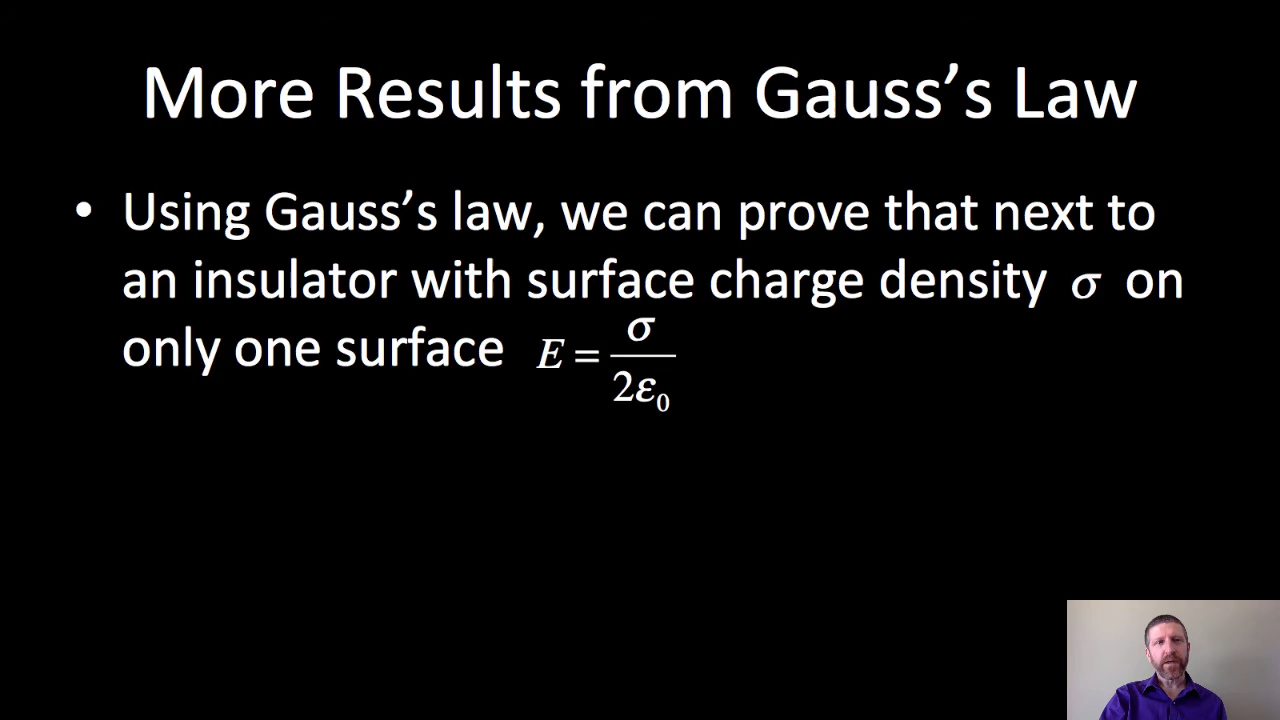 More Results from Gauss’s Law
• Using Gauss’s law, we can prove that next to
an insulator with surface charge density σ on
only one surface E = σ / 2ε₀